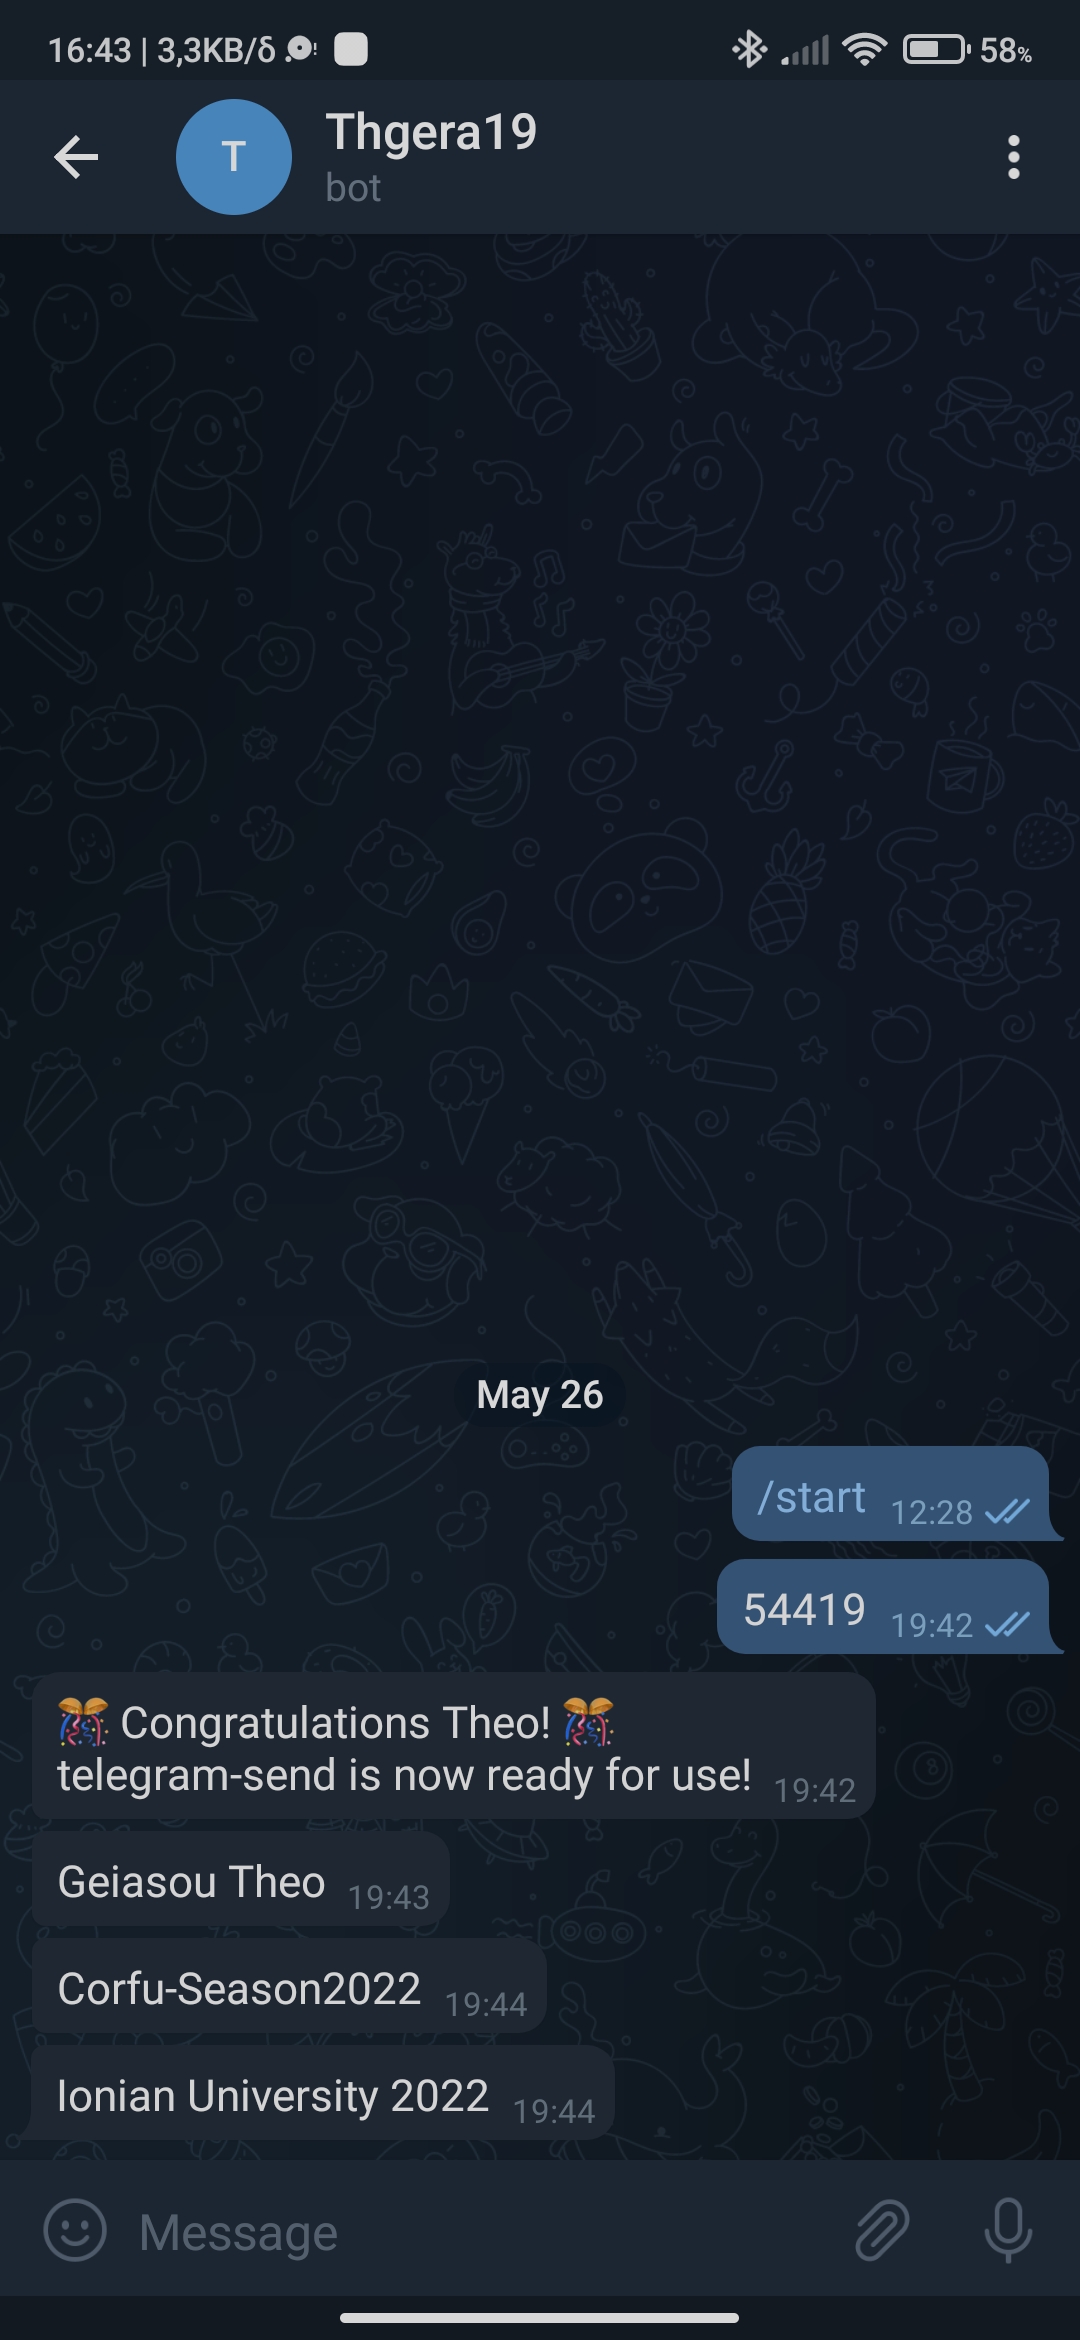 16:43 | 3,3KB/δ
58%
T
Thgera19
bot
May 26
/start 12:28
54419 19:42
🎊 Congratulations Theo! 🎊
telegram-send is now ready for use! 19:42
Geiasou Theo 19:43
Corfu-Season2022 19:44
Ionian University 2022 19:44
Message